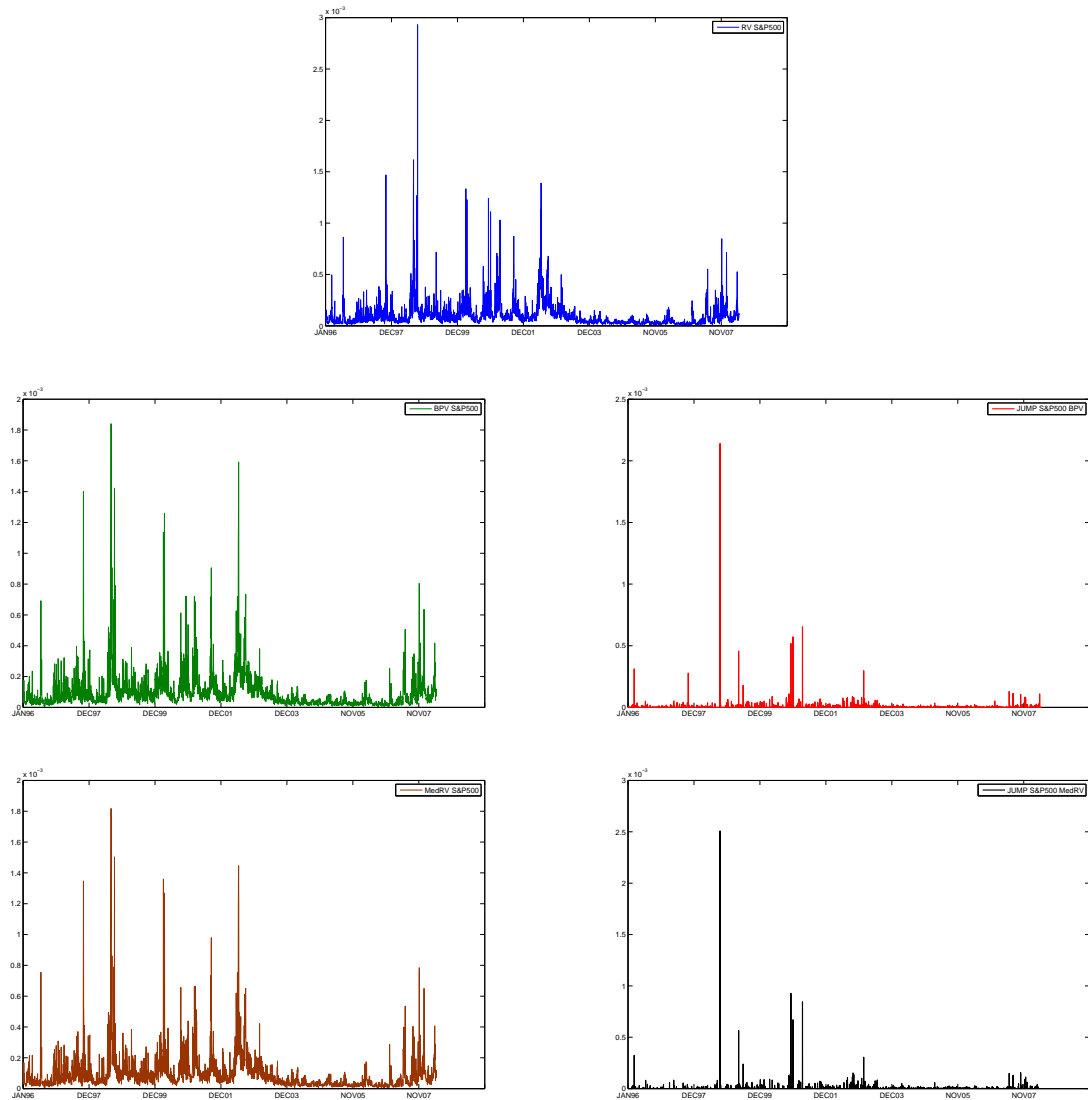 x 10⁻³
RV S&P500
3
2.5
2
1.5
1
0.5
0
JAN96 DEC97 DEC99 DEC01 DEC03 NOV05 NOV07
x 10⁻³
BPV S&P500
2
1.8
1.6
1.4
1.2
1
0.8
0.6
0.4
0.2
0
JAN96 DEC97 DEC99 DEC01 DEC03 NOV05 NOV07
x 10⁻³
JUMP S&P500 BPV
2.5
2
1.5
1
0.5
0
JAN96 DEC97 DEC99 DEC01 DEC03 NOV05 NOV07
x 10⁻³
MedRV S&P500
2
1.8
1.6
1.4
1.2
1
0.8
0.6
0.4
0.2
0
JAN96 DEC97 DEC99 DEC01 DEC03 NOV05 NOV07
x 10⁻³
JUMP S&P500 MedRV
3
2.5
2
1.5
1
0.5
0
JAN96 DEC97 DEC99 DEC01 DEC03 NOV05 NOV07